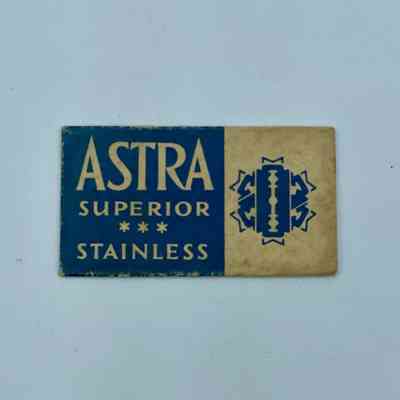 ASTRA
SUPERIOR
***
STAINLESS